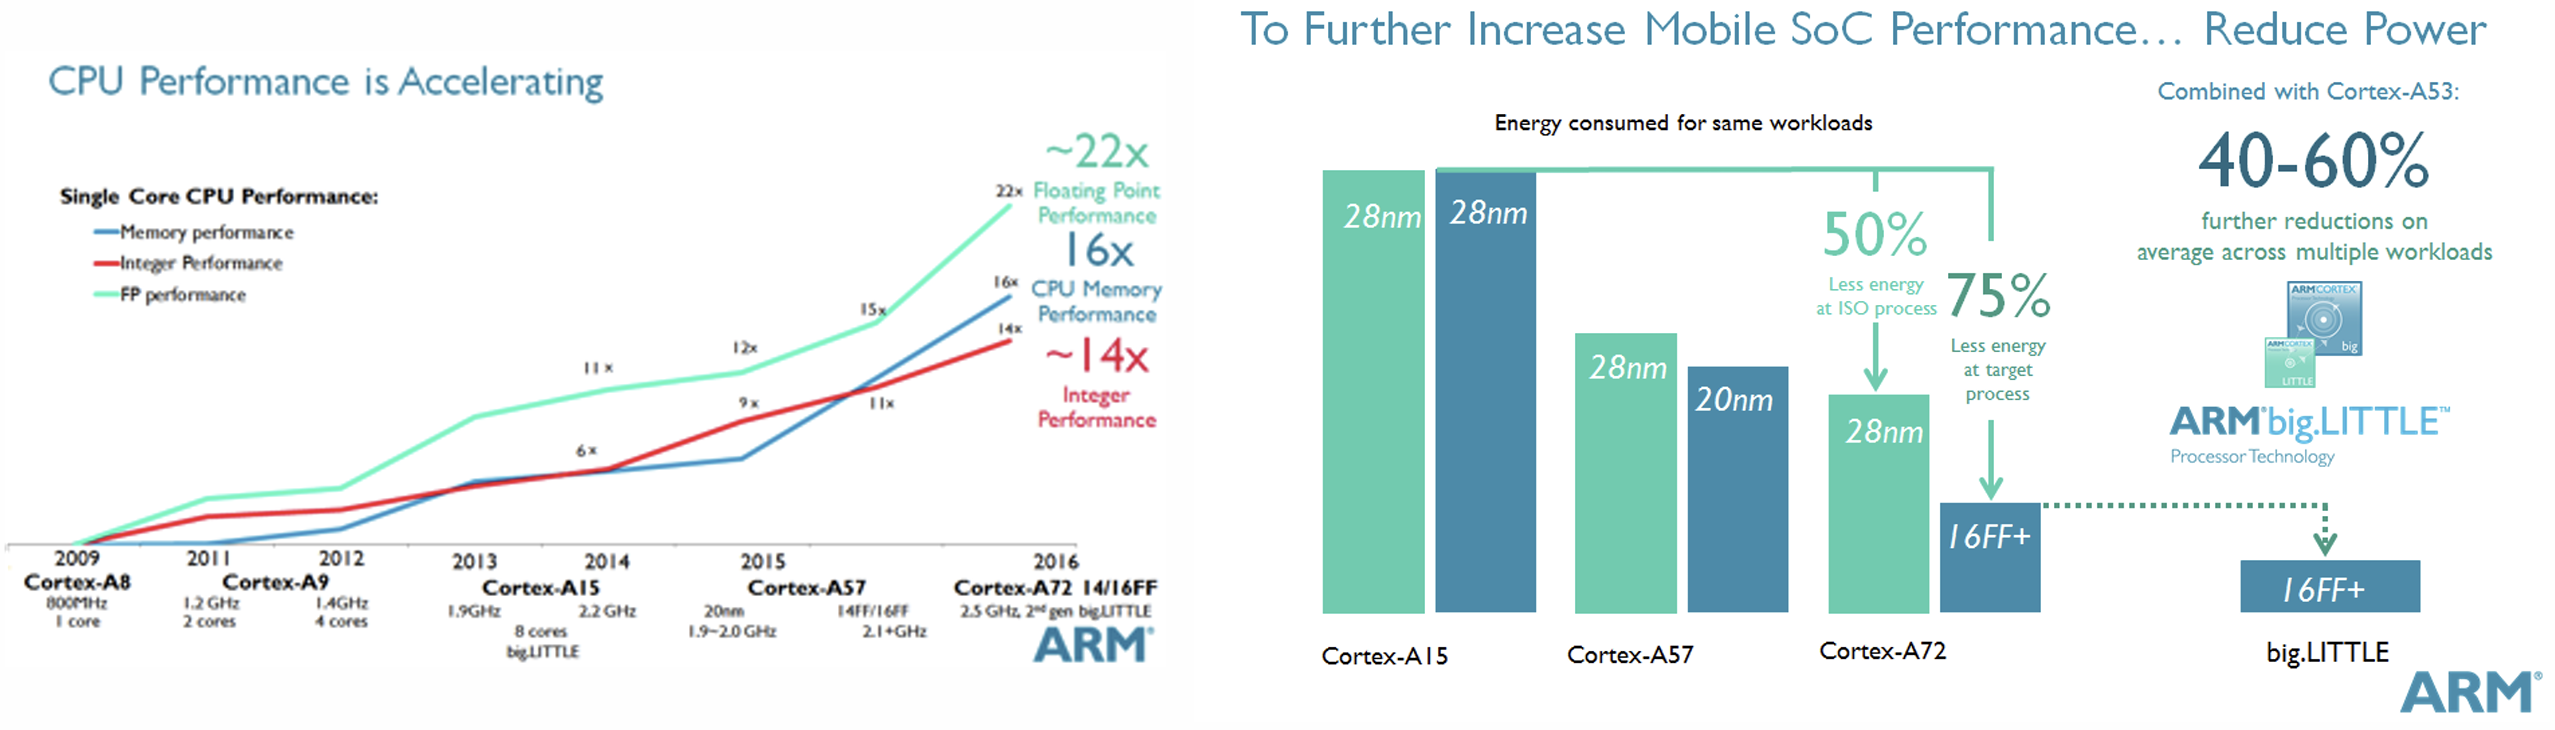 CPU Performance is Accelerating
Single Core CPU Performance:
Memory performance
Integer Performance
FP performance
~22x
22x Floating Point
Performance
16x
16x CPU Memory
Performance
14x
~14x
Integer
Performance
15x
12x
11x
9x
11x
6x
2009 2011 2012 2013 2014 2015 2016
Cortex-A8 Cortex-A9 Cortex-A15 Cortex-A57 Cortex-A72 14/16FF
800MHz 1.2 GHz 1.4GHz 1.9GHz 2.2 GHz 20nm 14FF/16FF 2.5 GHz, 2nd gen big.LITTLE
1 core 2 cores 4 cores 8 cores 1.9~2.0 GHz 2.1+GHz
big.LITTLE
ARM®
To Further Increase Mobile SoC Performance... Reduce Power
Energy consumed for same workloads
28nm 28nm
28nm 20nm
28nm 16FF+
50%
Less energy
at ISO process
75%
Less energy
at target
process
Cortex-A15 Cortex-A57 Cortex-A72
Combined with Cortex-A53:
40-60%
further reductions on
average across multiple workloads
ARM CORTEX
big
ARM CORTEX
LITTLE
ARM®big.LITTLE™
Processor Technology
16FF+
big.LITTLE
ARM®